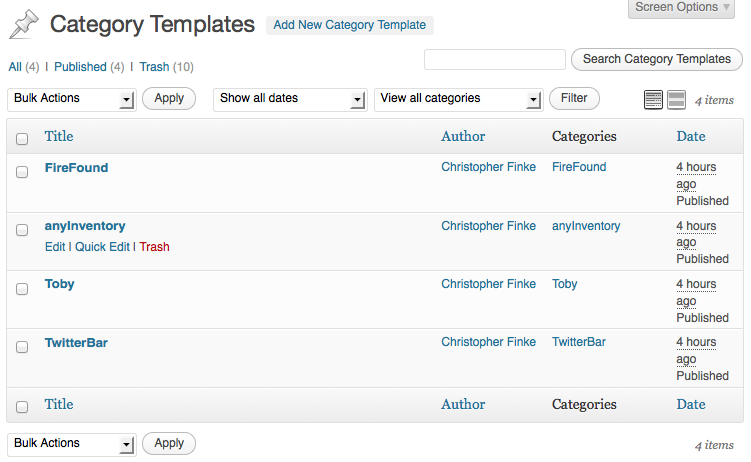 Screen Options ▼
Category Templates Add New Category Template
All (4) | Published (4) | Trash (10)
Search Category Templates
Bulk Actions Apply Show all dates View all categories Filter 4 items
Title Author Categories Date
FireFound Christopher Finke FireFound 4 hours
ago
Published
anyInventory Christopher Finke anyInventory 4 hours
Edit | Quick Edit | Trash ago
Published
Toby Christopher Finke Toby 4 hours
ago
Published
TwitterBar Christopher Finke TwitterBar 4 hours
ago
Published
Title Author Categories Date
Bulk Actions Apply 4 items